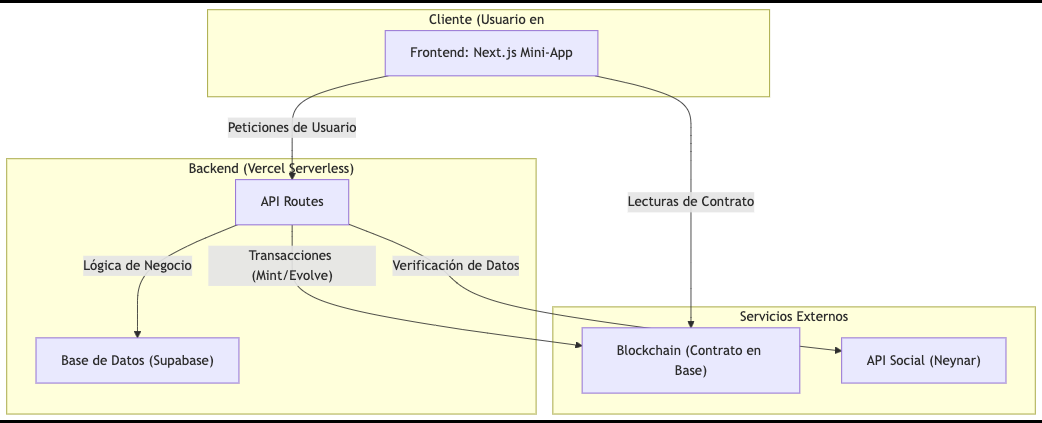 Cliente (Usuario en
Frontend: Next.js Mini-App
Peticiones de Usuario
Backend (Vercel Serverless)
API Routes
Lecturas de Contrato
Lógica de Negocio
Transacciones
(Mint/Evolve)
Verificación de Datos
Servicios Externos
Base de Datos (Supabase)
Blockchain (Contrato en
Base)
API Social (Neynar)